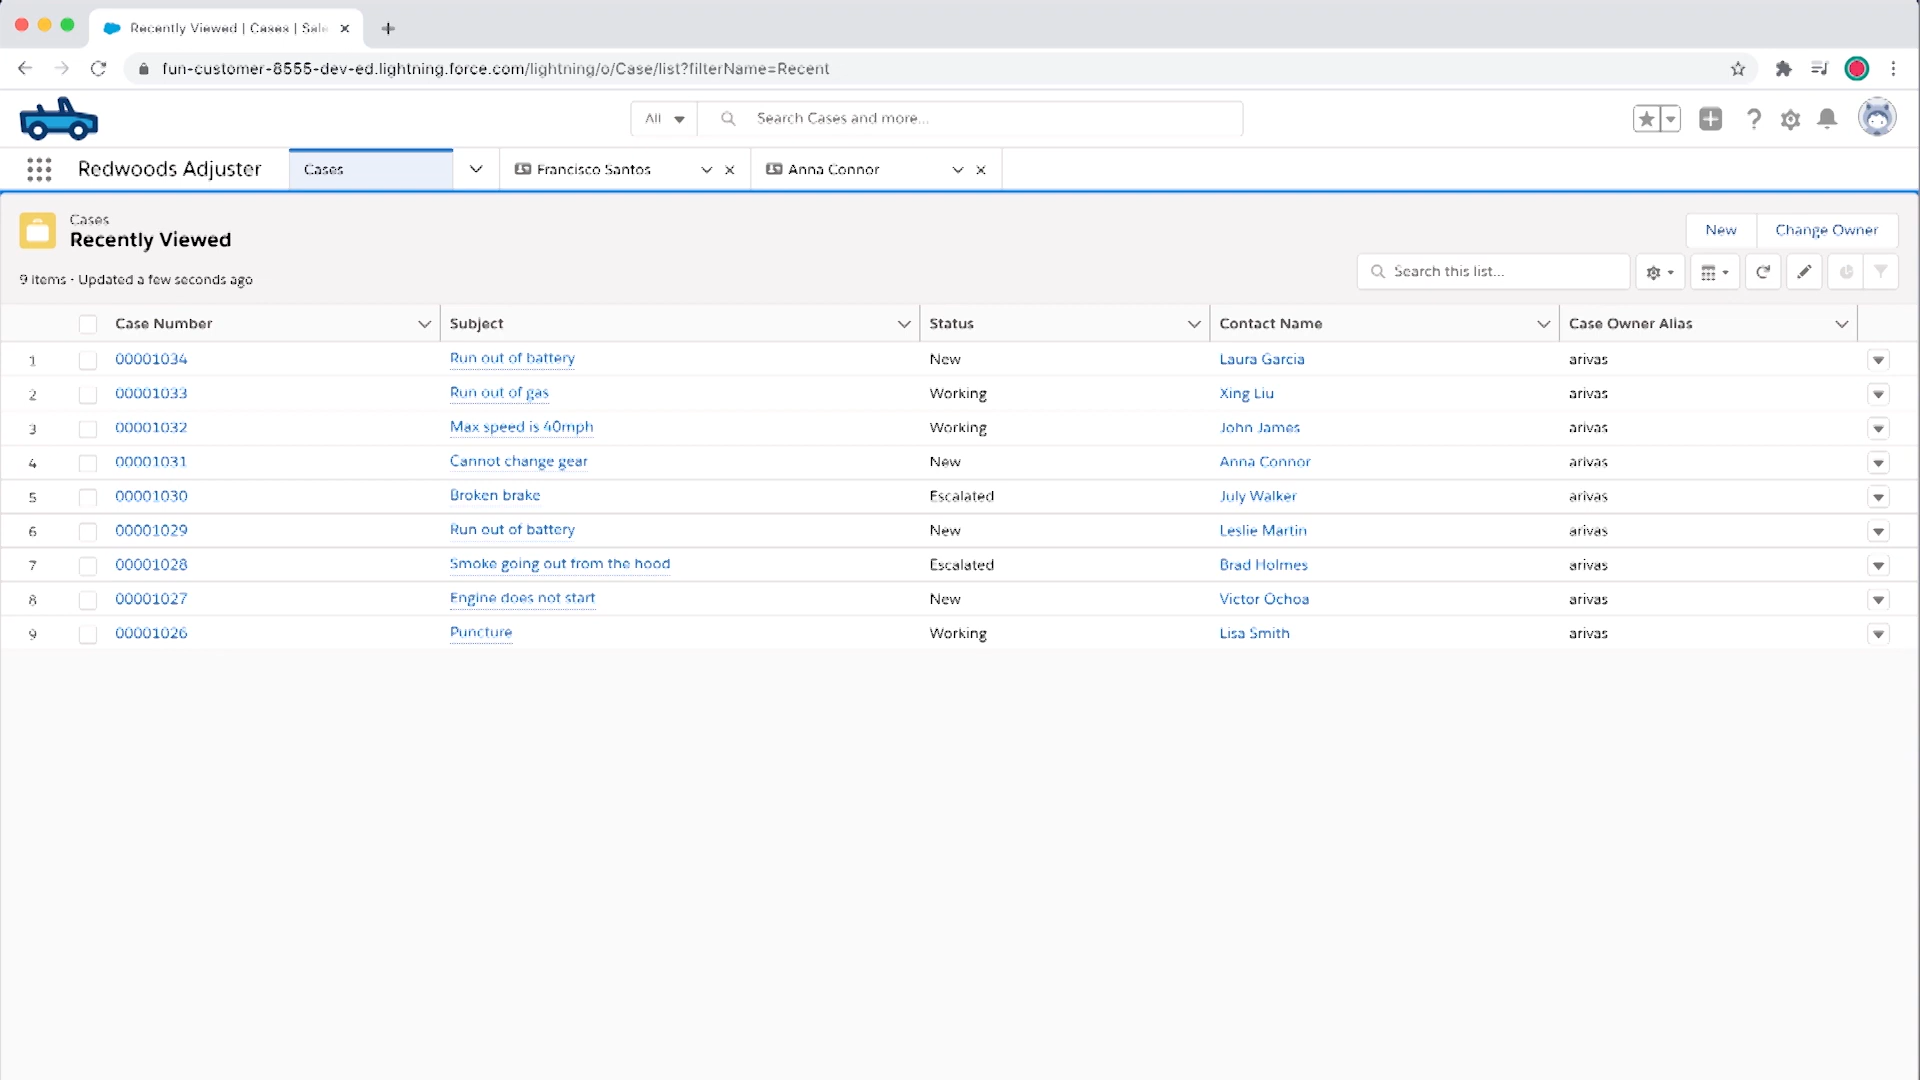 Recently Viewed | Cases | Sale
fun-customer-8555-dev-ed.lightning.force.com/lightning/o/Case/list?filterName=Recent
All Search Cases and more...
Redwoods Adjuster Cases Francisco Santos Anna Connor
Cases
Recently Viewed
New Change Owner
9 items · Updated a few seconds ago
Search this list...
Case Number Subject Status Contact Name Case Owner Alias
1 00001034 Run out of battery New Laura Garcia arivas
2 00001033 Run out of gas Working Xing Liu arivas
3 00001032 Max speed is 40mph Working John James arivas
4 00001031 Cannot change gear New Anna Connor arivas
5 00001030 Broken brake Escalated July Walker arivas
6 00001029 Run out of battery New Leslie Martin arivas
7 00001028 Smoke going out from the hood Escalated Brad Holmes arivas
8 00001027 Engine does not start New Victor Ochoa arivas
9 00001026 Puncture Working Lisa Smith arivas